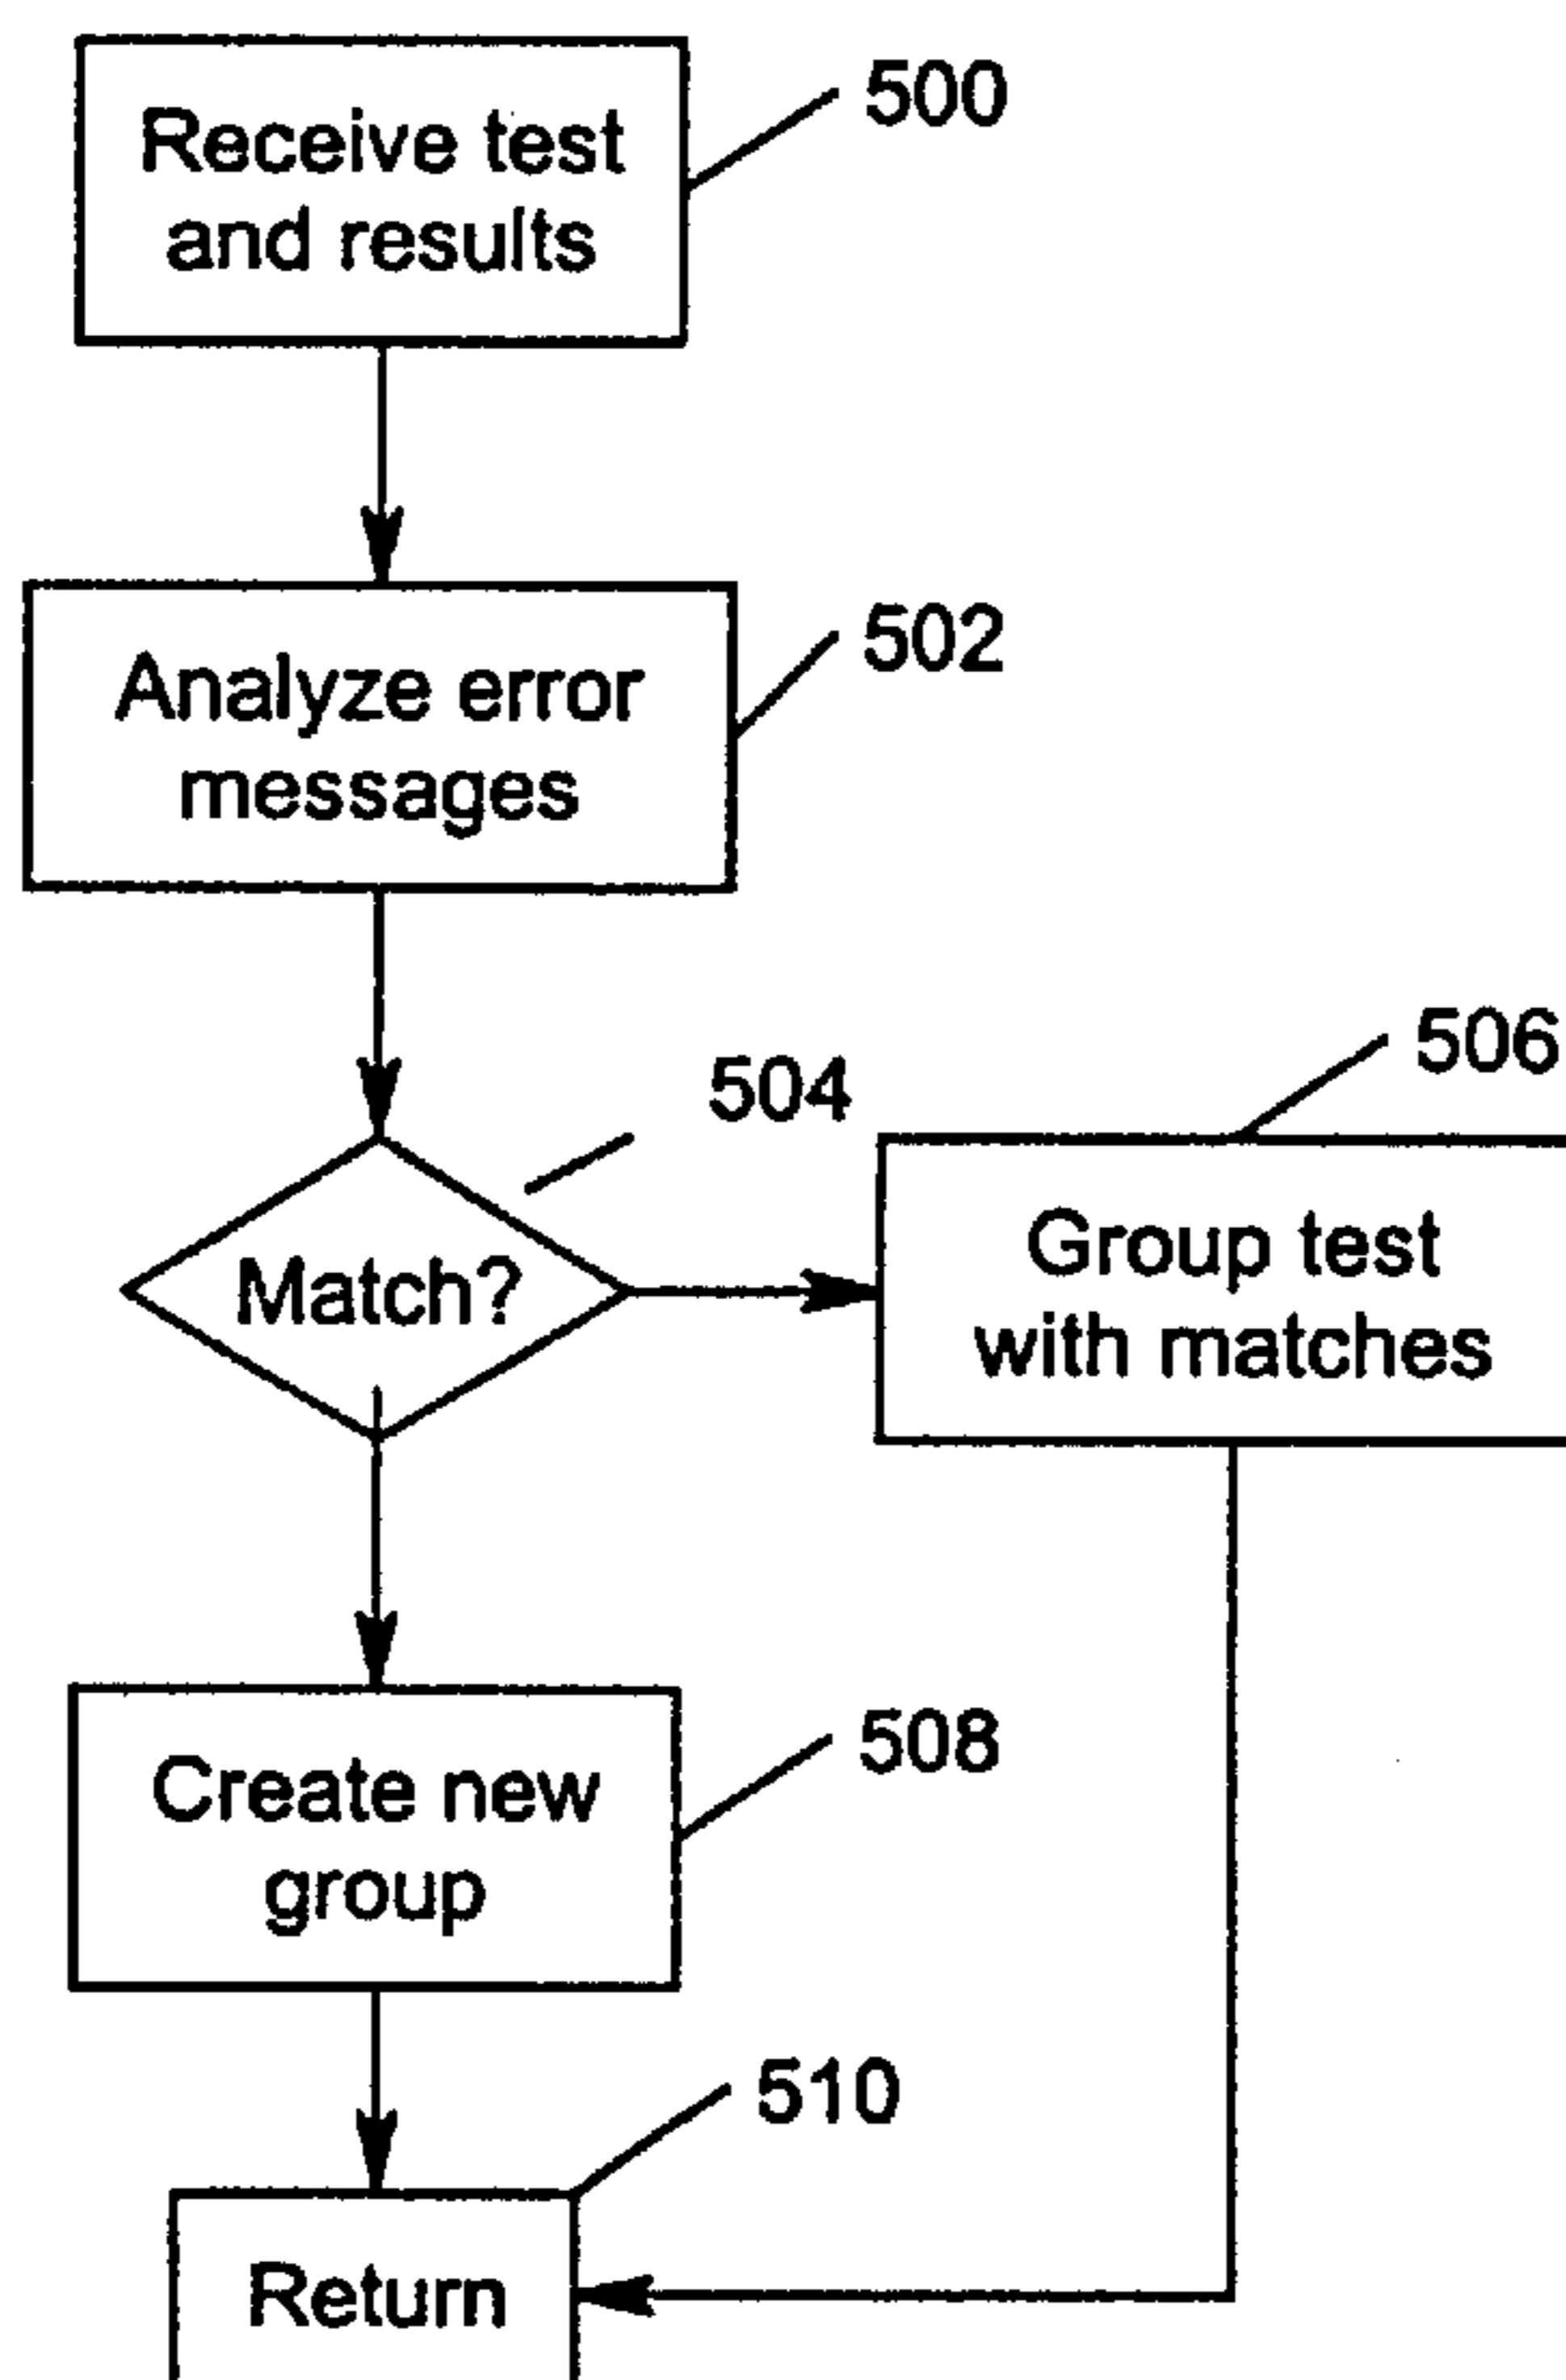 500
Receive test
and results
502
Analyze error
messages
504
Match?
506
Group test
with matches
508
Create new
group
510
Return